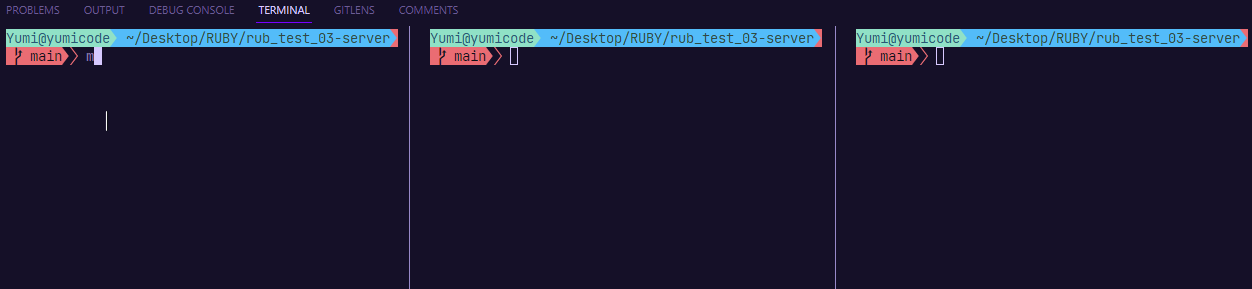 PROBLEMS OUTPUT DEBUG CONSOLE TERMINAL GITLENS COMMENTS
Yumi@yumicode ~/Desktop/RUBY/rub_test_03-server
main m
Yumi@yumicode ~/Desktop/RUBY/rub_test_03-server
main
Yumi@yumicode ~/Desktop/RUBY/rub_test_03-server
main